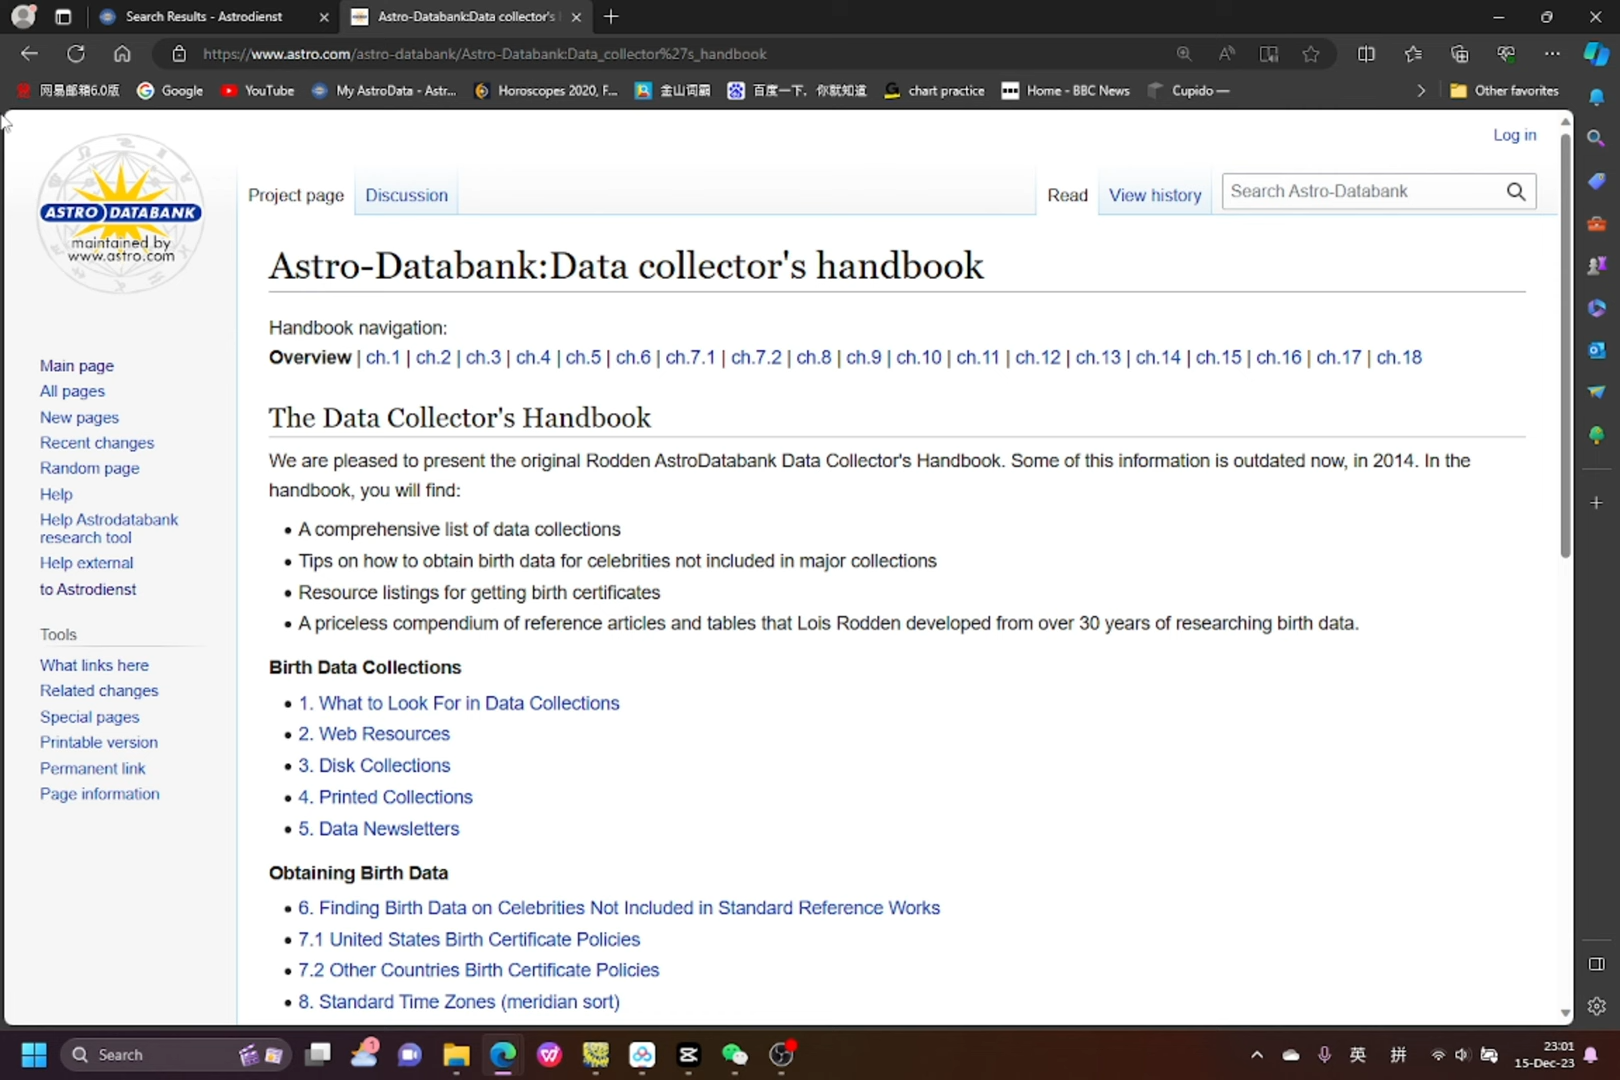 Search Results - Astrodienst
Astro-Databank:Data collector's
https://www.astro.com/astro-databank/Astro-Databank:Data_collector%27s_handbook
网易邮箱6.0版
Google
YouTube
My AstroData - Astr...
Horoscopes 2020, F...
金山词霸
百度一下，你就知道
chart practice
Home - BBC News
Cupido —
Other favorites
Log in
ASTRO DATABANK
maintained by
www.astro.com
Project page
Discussion
Read
View history
Search Astro-Databank
Astro-Databank:Data collector's handbook
Handbook navigation:
Overview | ch.1 | ch.2 | ch.3 | ch.4 | ch.5 | ch.6 | ch.7.1 | ch.7.2 | ch.8 | ch.9 | ch.10 | ch.11 | ch.12 | ch.13 | ch.14 | ch.15 | ch.16 | ch.17 | ch.18
Main page
All pages
New pages
Recent changes
Random page
Help
Help Astrodatabank
research tool
Help external
to Astrodienst
Tools
What links here
Related changes
Special pages
Printable version
Permanent link
Page information
The Data Collector's Handbook
We are pleased to present the original Rodden AstroDatabank Data Collector's Handbook. Some of this information is outdated now, in 2014. In the
handbook, you will find:
• A comprehensive list of data collections
• Tips on how to obtain birth data for celebrities not included in major collections
• Resource listings for getting birth certificates
• A priceless compendium of reference articles and tables that Lois Rodden developed from over 30 years of researching birth data.
Birth Data Collections
• 1. What to Look For in Data Collections
• 2. Web Resources
• 3. Disk Collections
• 4. Printed Collections
• 5. Data Newsletters
Obtaining Birth Data
• 6. Finding Birth Data on Celebrities Not Included in Standard Reference Works
• 7.1 United States Birth Certificate Policies
• 7.2 Other Countries Birth Certificate Policies
• 8. Standard Time Zones (meridian sort)
Search
1
英
拼
23:01
15-Dec-23